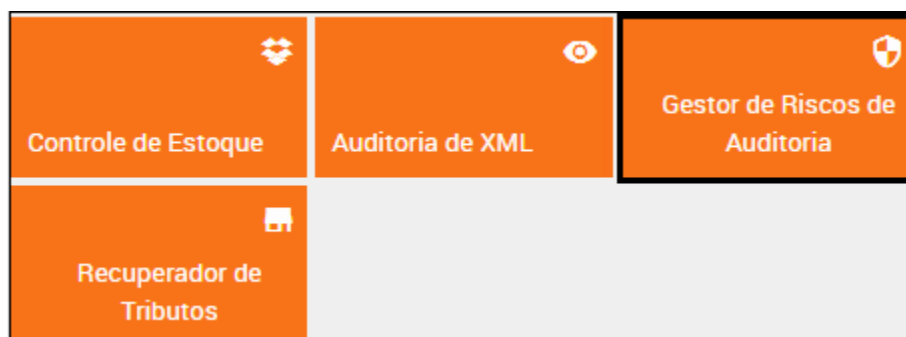 Controle de Estoque
Auditoria de XML
Gestor de Riscos de
Auditoria
Recuperador de
Tributos